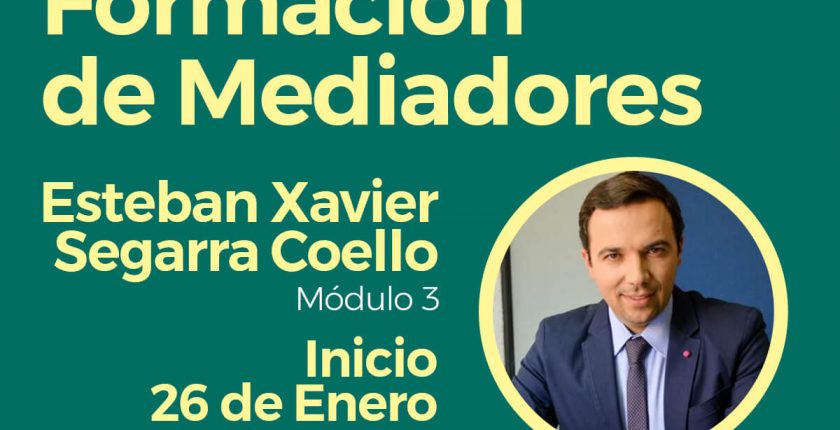 Formación
de Mediadores
Esteban Xavier
Segarra Coello
Módulo 3
Inicio
26 de Enero